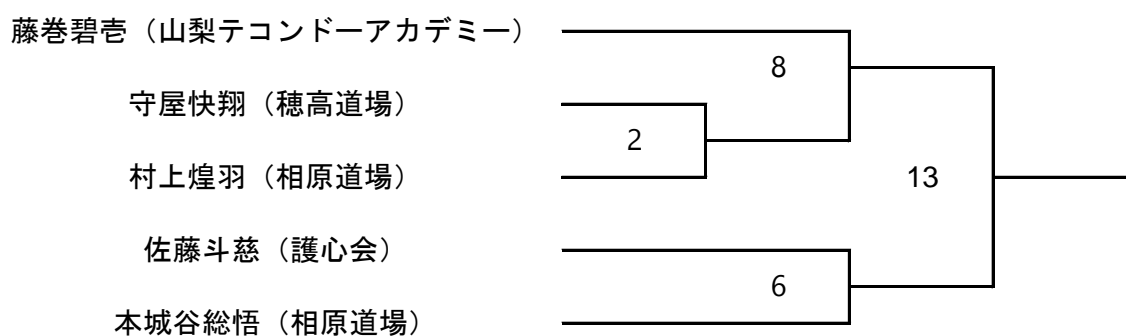 藤巻碧壱（山梨テコンドーアカデミー）
8
守屋快翔（穂高道場）
2
村上煌羽（相原道場）
13
佐藤斗慈（護心会）
6
本城谷総悟（相原道場）